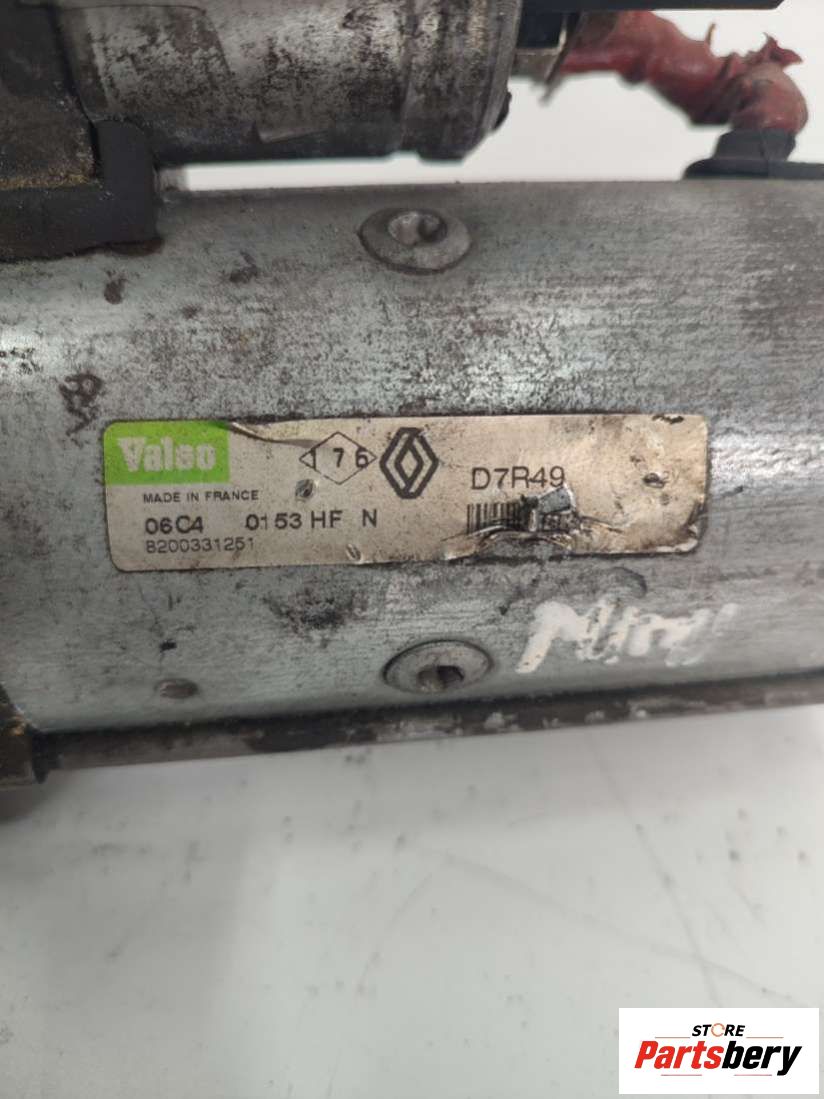 Valeo
176
D7R49
MADE IN FRANCE
06C4 0153 HF N
8200331251
STORE
Partsbery